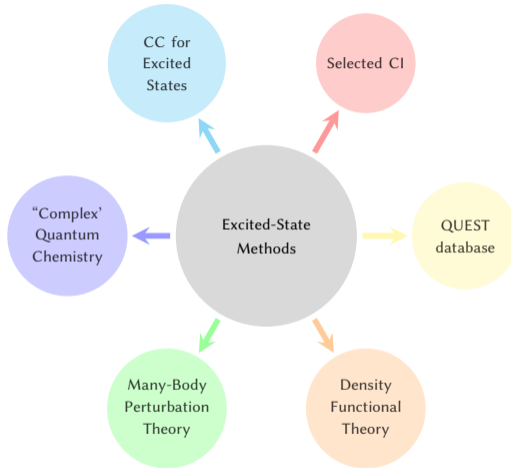 CC for
Excited
States
Selected CI
“Complex’
Quantum
Chemistry
Excited-State
Methods
QUEST
database
Many-Body
Perturbation
Theory
Density
Functional
Theory